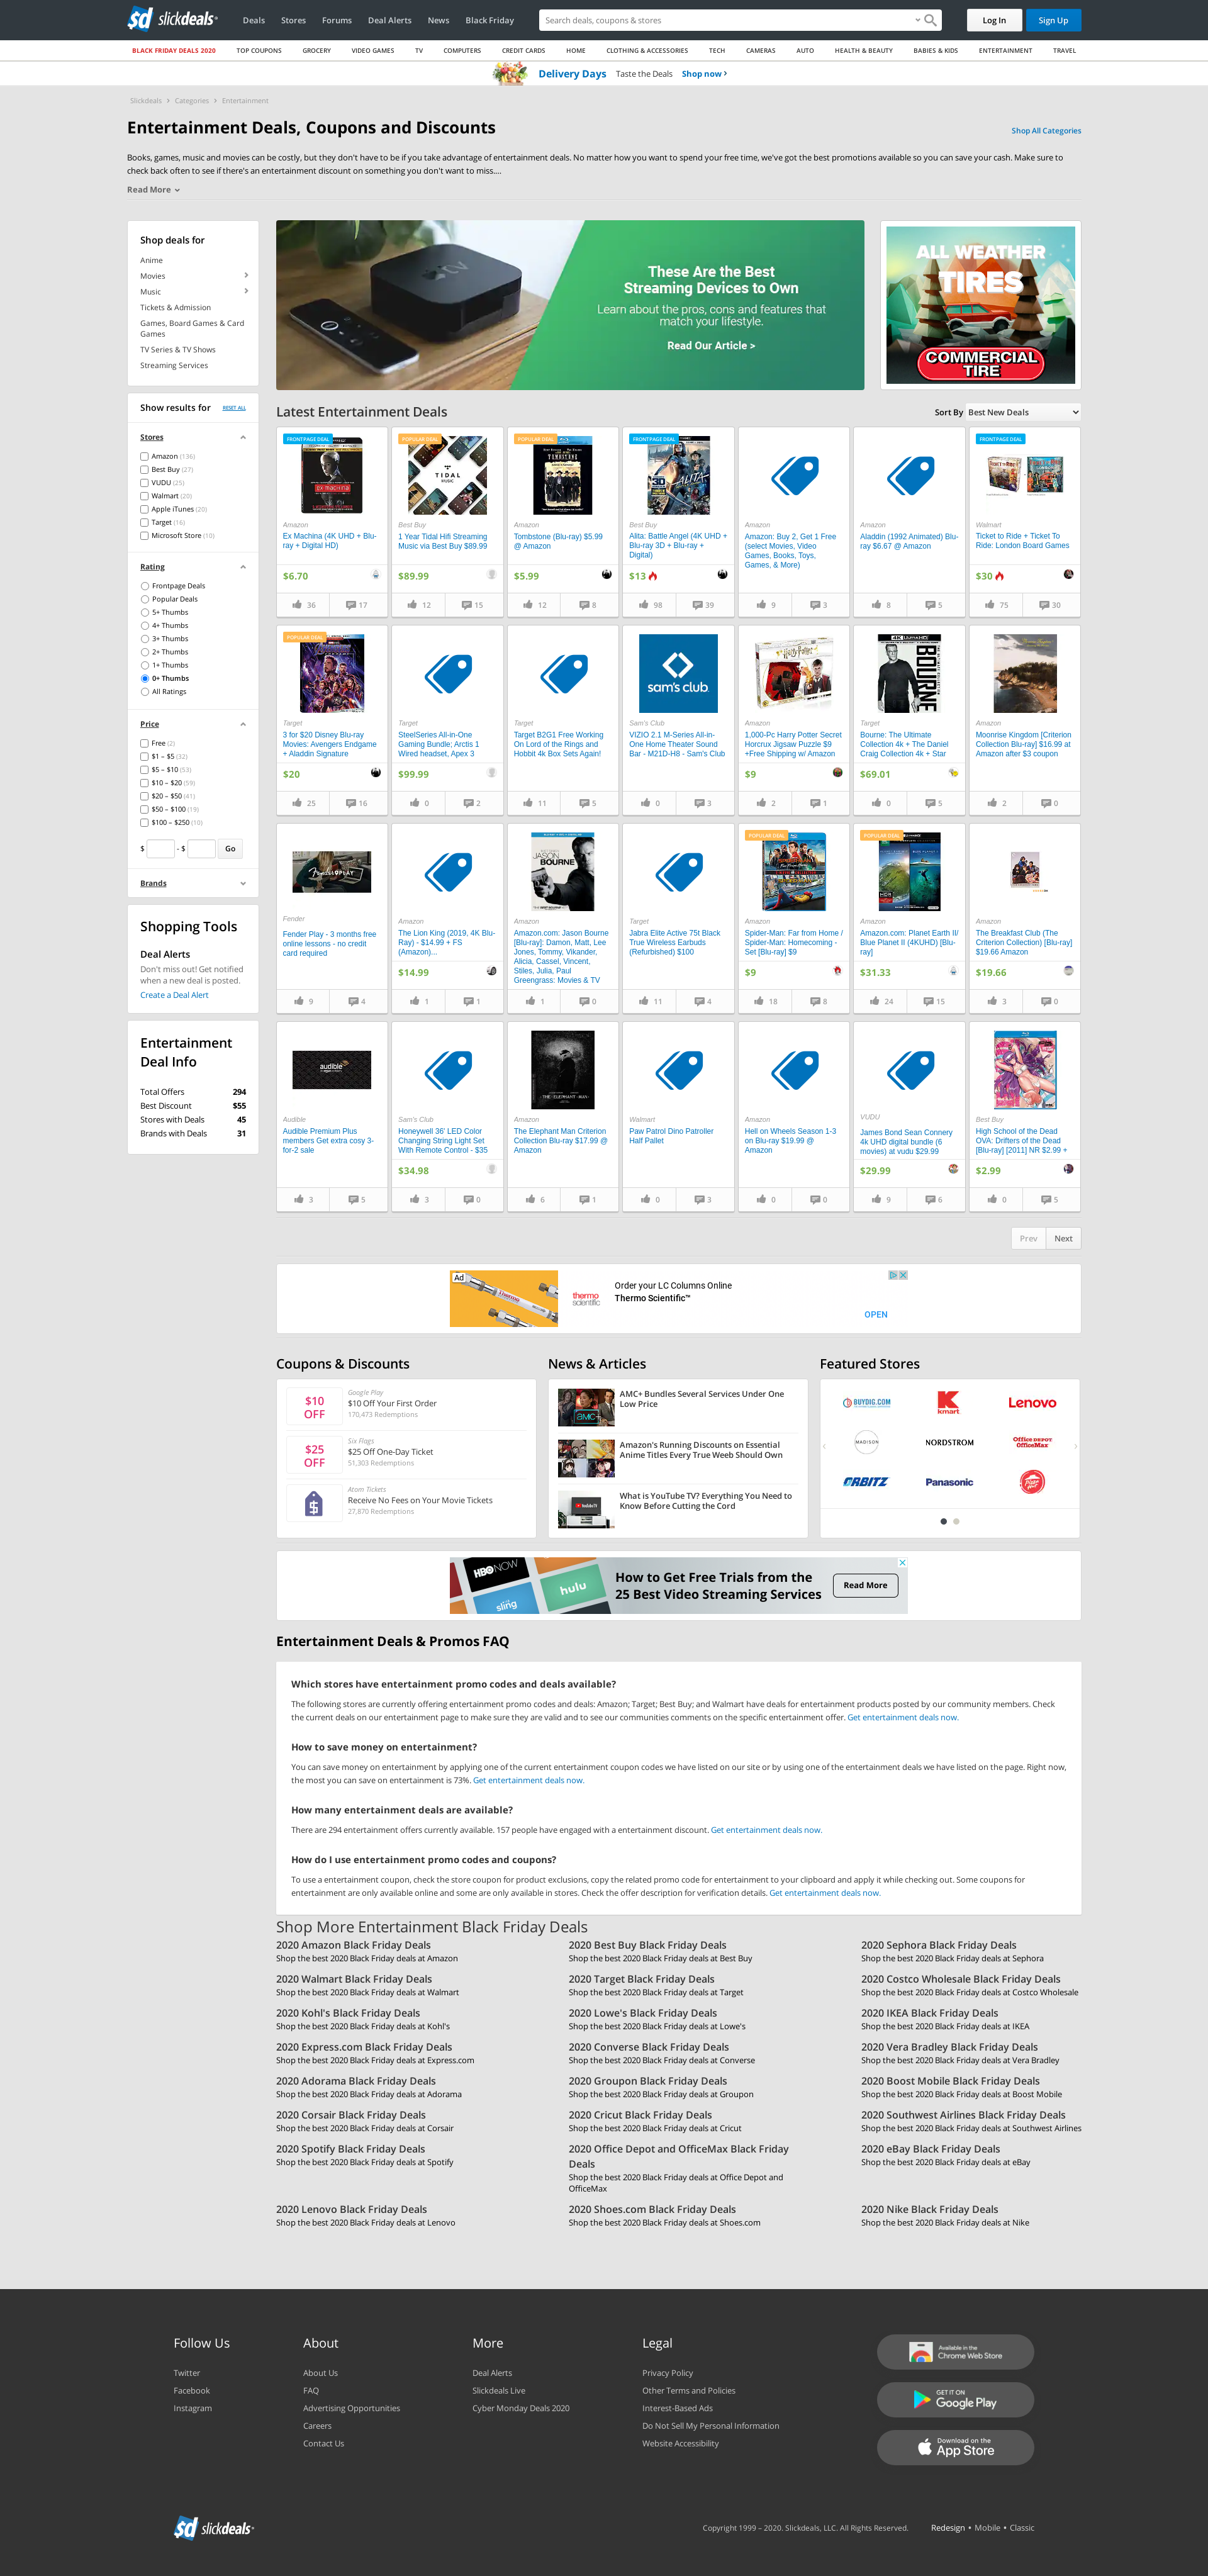 slickdeals
Deals Stores Forums Deal Alerts News Black Friday
Search deals, coupons & stores
Log In
Sign Up
BLACK FRIDAY DEALS 2020 TOP COUPONS GROCERY VIDEO GAMES TV COMPUTERS CREDIT CARDS HOME CLOTHING & ACCESSORIES TECH CAMERAS AUTO HEALTH & BEAUTY BABIES & KIDS ENTERTAINMENT TRAVEL
Delivery Days Taste the Deals Shop now
Slickdeals Categories Entertainment
Entertainment Deals, Coupons and Discounts
Shop All Categories
Books, games, music and movies can be costly, but they don't have to be if you take advantage of entertainment deals. No matter how you want to spend your free time, we've got the best promotions available so you can save your cash. Make sure to
check back often to see if there's an entertainment discount on something you don't want to miss....
Read More
Shop deals for
Anime
Movies
Music
Tickets & Admission
Games, Board Games & Card
Games
TV Series & TV Shows
Streaming Services
Show results for RESET ALL
Stores
Amazon (136)
Best Buy (27)
VUDU (25)
Walmart (20)
Apple iTunes (20)
Target (16)
Microsoft Store (10)
Rating
Frontpage Deals
Popular Deals
5+ Thumbs
4+ Thumbs
3+ Thumbs
2+ Thumbs
1+ Thumbs
0+ Thumbs
All Ratings
Price
Free (2)
$1 – $5 (32)
$5 – $10 (53)
$10 – $20 (59)
$20 – $50 (41)
$50 – $100 (19)
$100 – $250 (10)
$ - $ Go
Brands
Shopping Tools
Deal Alerts
Don't miss out! Get notified
when a new deal is posted.
Create a Deal Alert
Entertainment
Deal Info
Total Offers 294
Best Discount $55
Stores with Deals 45
Brands with Deals 31
tv
These Are the Best
Streaming Devices to Own
Learn about the pros, cons and features that
match your lifestyle.
Read Our Article >
ALL WEATHER
TIRES
COMMERCIAL
TIRE
Latest Entertainment Deals
Sort By Best New Deals
FRONTPAGE DEAL
EX MACHINA
Amazon
Ex Machina (4K UHD + Blu-
ray + Digital HD)
$6.70
36 17
POPULAR DEAL
TIDAL
MUSIC
Best Buy
1 Year Tidal Hifi Streaming
Music via Best Buy $89.99
$89.99
12 15
POPULAR DEAL
TOMBSTONE
Amazon
Tombstone (Blu-ray) $5.99
@ Amazon
$5.99
12 8
FRONTPAGE DEAL
ALITA
3D
Best Buy
Alita: Battle Angel (4K UHD +
Blu-ray 3D + Blu-ray +
Digital)
$13
98 39
Amazon
Amazon: Buy 2, Get 1 Free
(select Movies, Video
Games, Books, Toys,
Games, & More)
9 3
Amazon
Aladdin (1992 Animated) Blu-
ray $6.67 @ Amazon
8 5
FRONTPAGE DEAL
Walmart
Ticket to Ride + Ticket To
Ride: London Board Games
$30
75 30
POPULAR DEAL
Target
3 for $20 Disney Blu-ray
Movies: Avengers Endgame
+ Aladdin Signature
$20
25 16
Target
SteelSeries All-in-One
Gaming Bundle; Arctis 1
Wired headset, Apex 3
$99.99
0 2
Target
Target B2G1 Free Working
On Lord of the Rings and
Hobbit 4k Box Sets Again!
11 5
sam's club
Sam's Club
VIZIO 2.1 M-Series All-in-
One Home Theater Sound
Bar - M21D-H8 - Sam's Club
0 3
Harry Potter
Amazon
1,000-Pc Harry Potter Secret
Horcrux Jigsaw Puzzle $9
+Free Shipping w/ Amazon
$9
2 1
BOURNE
Target
Bourne: The Ultimate
Collection 4k + The Daniel
Craig Collection 4k + Star
$69.01
0 5
Amazon
Moonrise Kingdom [Criterion
Collection Blu-ray] $16.99 at
Amazon after $3 coupon
2 0
Fender PLAY
Fender
Fender Play - 3 months free
online lessons - no credit
card required
9 4
Amazon
The Lion King (2019, 4K Blu-
Ray) - $14.99 + FS
(Amazon)...
$14.99
1 1
JASON
BOURNE
Amazon
Amazon.com: Jason Bourne
[Blu-ray]: Damon, Matt, Lee
Jones, Tommy, Vikander,
Alicia, Cassel, Vincent,
Stiles, Julia, Paul
Greengrass: Movies & TV
1 0
Target
Jabra Elite Active 75t Black
True Wireless Earbuds
(Refurbished) $100
11 4
POPULAR DEAL
Amazon
Spider-Man: Far from Home /
Spider-Man: Homecoming -
Set [Blu-ray] $9
$9
18 8
POPULAR DEAL
Amazon
Amazon.com: Planet Earth II/
Blue Planet II (4KUHD) [Blu-
ray]
$31.33
24 15
Amazon
The Breakfast Club (The
Criterion Collection) [Blu-ray]
$19.66 Amazon
$19.66
3 0
audible
Audible
Audible Premium Plus
members Get extra cosy 3-
for-2 sale
3 5
Sam's Club
Honeywell 36' LED Color
Changing String Light Set
With Remote Control - $35
$34.98
3 0
THE ELEPHANT MAN
Amazon
The Elephant Man Criterion
Collection Blu-ray $17.99 @
Amazon
6 1
Walmart
Paw Patrol Dino Patroller
Half Pallet
0 3
Amazon
Hell on Wheels Season 1-3
on Blu-ray $19.99 @
Amazon
0 0
VUDU
James Bond Sean Connery
4k UHD digital bundle (6
movies) at vudu $29.99
$29.99
9 6
Best Buy
High School of the Dead
OVA: Drifters of the Dead
[Blu-ray] [2011] NR $2.99 +
$2.99
0 5
Prev Next
Ad
thermo
scientific
Order your LC Columns Online
Thermo Scientific™
OPEN
Coupons & Discounts
$10
OFF
Google Play
$10 Off Your First Order
170,473 Redemptions
$25
OFF
Six Flags
$25 Off One-Day Ticket
51,303 Redemptions
Atom Tickets
Receive No Fees on Your Movie Tickets
27,870 Redemptions
News & Articles
AMC+
AMC+ Bundles Several Services Under One
Low Price
Amazon's Running Discounts on Essential
Anime Titles Every True Weeb Should Own
YouTube TV
What is YouTube TV? Everything You Need to
Know Before Cutting the Cord
Featured Stores
BUYDIG.COM
kmart
Lenovo
MADISON
NORDSTROM
Office DEPOT
OfficeMax
ORBITZ
Panasonic
Pizza Hut
HBO NOW
sling
hulu
How to Get Free Trials from the
25 Best Video Streaming Services
Read More
Entertainment Deals & Promos FAQ
Which stores have entertainment promo codes and deals available?
The following stores are currently offering entertainment promo codes and deals: Amazon; Target; Best Buy; and Walmart have deals for entertainment products posted by our community members. Check
the current deals on our entertainment page to make sure they are valid and to see our communities comments on the specific entertainment offer. Get entertainment deals now.
How to save money on entertainment?
You can save money on entertainment by applying one of the current entertainment coupon codes we have listed on our site or by using one of the entertainment deals we have listed on the page. Right now,
the most you can save on entertainment is 73%. Get entertainment deals now.
How many entertainment deals are available?
There are 294 entertainment offers currently available. 157 people have engaged with a entertainment discount. Get entertainment deals now.
How do I use entertainment promo codes and coupons?
To use a entertainment coupon, check the store coupon for product exclusions, copy the related promo code for entertainment to your clipboard and apply it while checking out. Some coupons for
entertainment are only available online and some are only available in stores. Check the offer description for verification details. Get entertainment deals now.
Shop More Entertainment Black Friday Deals
2020 Amazon Black Friday Deals
Shop the best 2020 Black Friday deals at Amazon
2020 Best Buy Black Friday Deals
Shop the best 2020 Black Friday deals at Best Buy
2020 Sephora Black Friday Deals
Shop the best 2020 Black Friday deals at Sephora
2020 Walmart Black Friday Deals
Shop the best 2020 Black Friday deals at Walmart
2020 Target Black Friday Deals
Shop the best 2020 Black Friday deals at Target
2020 Costco Wholesale Black Friday Deals
Shop the best 2020 Black Friday deals at Costco Wholesale
2020 Kohl's Black Friday Deals
Shop the best 2020 Black Friday deals at Kohl's
2020 Lowe's Black Friday Deals
Shop the best 2020 Black Friday deals at Lowe's
2020 IKEA Black Friday Deals
Shop the best 2020 Black Friday deals at IKEA
2020 Express.com Black Friday Deals
Shop the best 2020 Black Friday deals at Express.com
2020 Converse Black Friday Deals
Shop the best 2020 Black Friday deals at Converse
2020 Vera Bradley Black Friday Deals
Shop the best 2020 Black Friday deals at Vera Bradley
2020 Adorama Black Friday Deals
Shop the best 2020 Black Friday deals at Adorama
2020 Groupon Black Friday Deals
Shop the best 2020 Black Friday deals at Groupon
2020 Boost Mobile Black Friday Deals
Shop the best 2020 Black Friday deals at Boost Mobile
2020 Corsair Black Friday Deals
Shop the best 2020 Black Friday deals at Corsair
2020 Cricut Black Friday Deals
Shop the best 2020 Black Friday deals at Cricut
2020 Southwest Airlines Black Friday Deals
Shop the best 2020 Black Friday deals at Southwest Airlines
2020 Spotify Black Friday Deals
Shop the best 2020 Black Friday deals at Spotify
2020 Office Depot and OfficeMax Black Friday
Deals
Shop the best 2020 Black Friday deals at Office Depot and
OfficeMax
2020 eBay Black Friday Deals
Shop the best 2020 Black Friday deals at eBay
2020 Lenovo Black Friday Deals
Shop the best 2020 Black Friday deals at Lenovo
2020 Shoes.com Black Friday Deals
Shop the best 2020 Black Friday deals at Shoes.com
2020 Nike Black Friday Deals
Shop the best 2020 Black Friday deals at Nike
Follow Us
Twitter
Facebook
Instagram
About
About Us
FAQ
Advertising Opportunities
Careers
Contact Us
More
Deal Alerts
Slickdeals Live
Cyber Monday Deals 2020
Legal
Privacy Policy
Other Terms and Policies
Interest-Based Ads
Do Not Sell My Personal Information
Website Accessibility
Available in the
Chrome Web Store
GET IT ON
Google Play
Download on the
App Store
slickdeals
Copyright 1999 – 2020. Slickdeals, LLC. All Rights Reserved. Redesign • Mobile • Classic